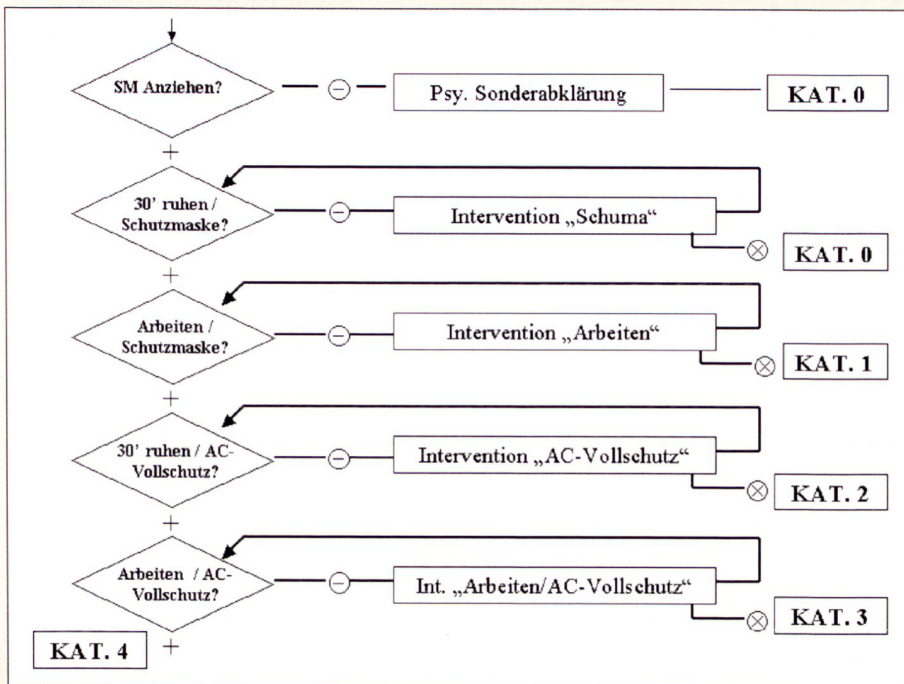 SM Anziehen?
−
Psy. Sonderabklärung
KAT. 0
+
30’ ruhen /
Schutzmaske?
−
Intervention „Schuma“
KAT. 0
+
Arbeiten /
Schutzmaske?
−
Intervention „Arbeiten“
KAT. 1
+
30’ ruhen / AC-
Vollschutz?
−
Intervention „AC-Vollschutz“
KAT. 2
+
Arbeiten / AC-
Vollschutz?
−
Int. „Arbeiten/AC-Vollschutz“
KAT. 3
KAT. 4
+